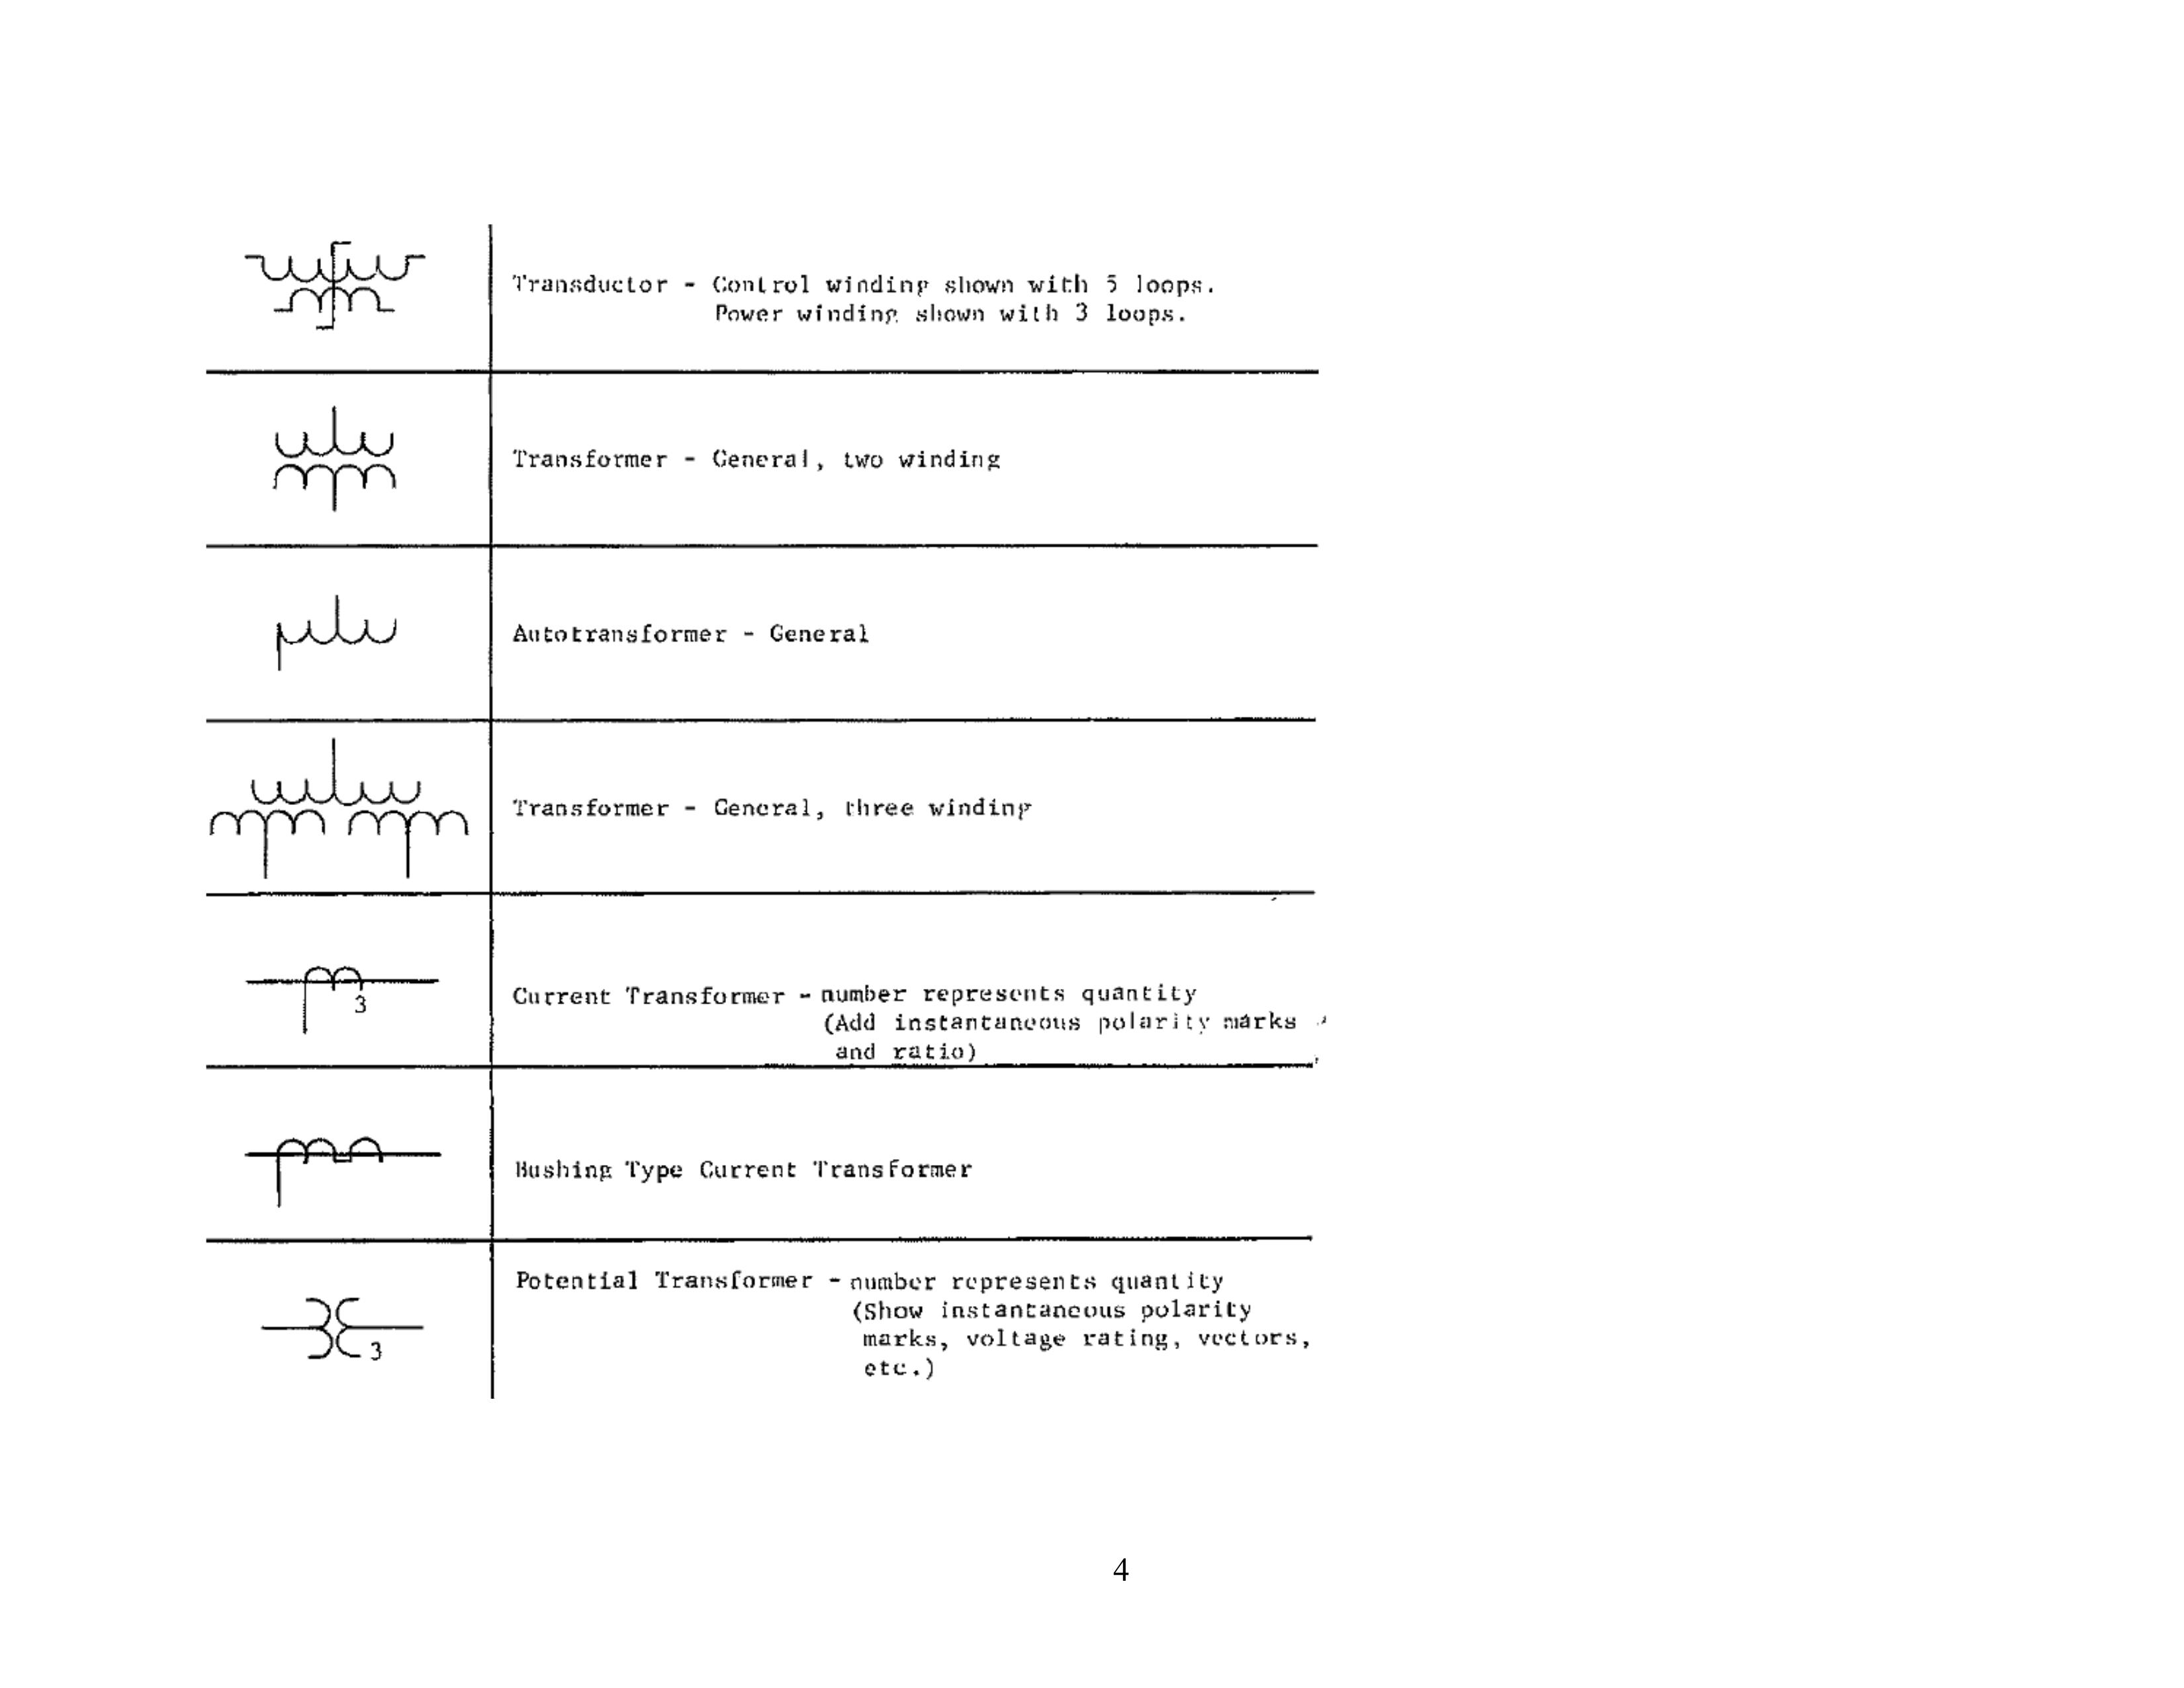 Transductor - Control winding shown with 5 loops.
Power winding shown with 3 loops.
Transformer - General, two winding
Autotransformer - General
Transformer - General, three winding
3
Current Transformer - number represents quantity
(Add instantaneous polarity marks
and ratio)
Bushing Type Current Transformer
3
Potential Transformer - number represents quantity
(Show instantaneous polarity
marks, voltage rating, vectors,
etc.)
4